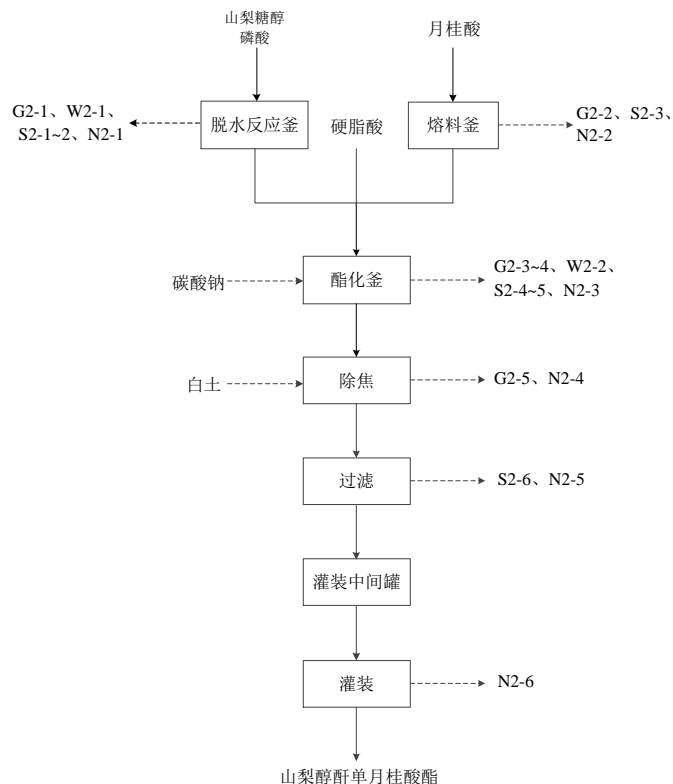 山梨糖醇
磷酸
月桂酸
G2-1、W2-1、
S2-1~2、N2-1
脱水反应釜
硬脂酸
熔料釜
G2-2、S2-3、
N2-2
碳酸钠
酯化釜
G2-3~4、W2-2、
S2-4~5、N2-3
白土
除焦
G2-5、N2-4
过滤
S2-6、N2-5
灌装中间罐
灌装
N2-6
山梨醇酐单月桂酸酯